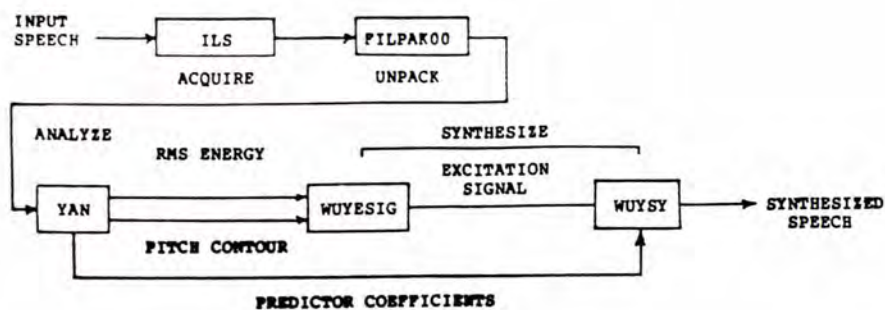 INPUT
SPEECH
ILS
FILPAK00
ACQUIRE
UNPACK
ANALYZE
SYNTHESIZE
RMS ENERGY
EXCITATION
SIGNAL
YAN
WUYESIG
WUYSY
SYNTHESIZED
SPEECH
PITCH CONTOUR
PREDICTOR COEFFICIENTS